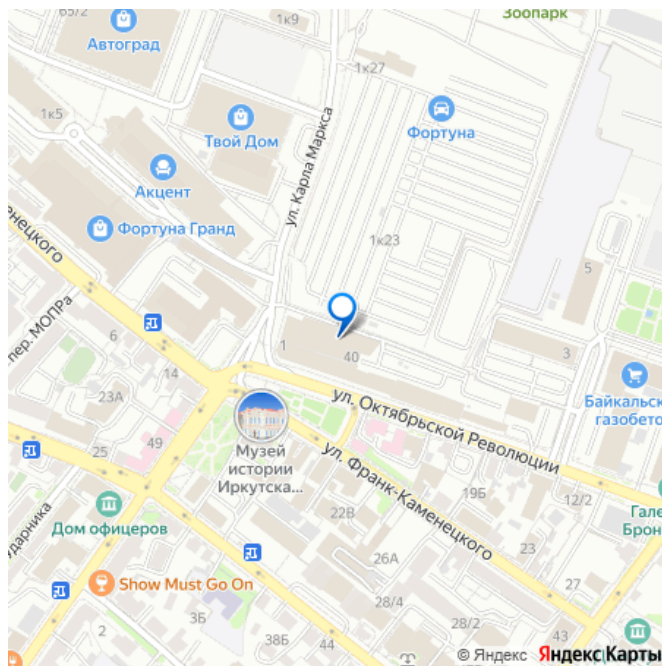 65/2
1к9
Зоопарк
Автоград
1к27
Фортуна
1к5
Твой Дом
ул. Карла Маркса
Акцент
1к23
Фортуна Гранд
Каменецкого
5
пер. МОПРа
6
1
40
3
14
23А
Байкальск
газобето
ул. Октябрьской Революции
49
25
Музей
истории
Иркутска...
ул. Франк-Каменецкого
19Б
12/2
Дом офицеров
ударника
22В
Гале
Брон
23
26А
Show Must Go On
27
28/4
28/2
38Б
44
43
© Яндекс Яндекс Карты